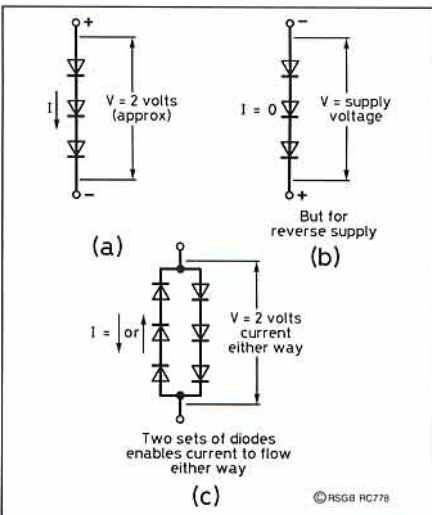 +
I
V = 2 volts
(approx)
−
(a)
−
I = 0
V = supply
voltage
+
But for
reverse supply
(b)
I = or
V = 2 volts
current
either way
Two sets of diodes
enables current to flow
either way
(c)
©RSGB RC778